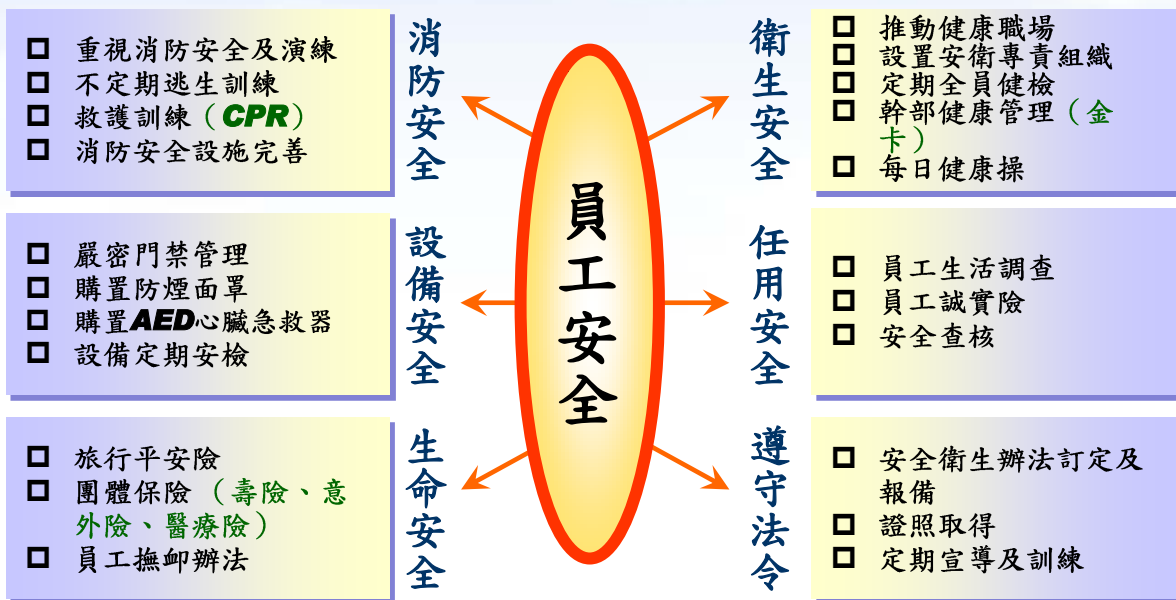 消防安全
□ 重視消防安全及演練
□ 不定期逃生訓練
□ 救護訓練（CPR）
□ 消防安全設施完善
設備安全
□ 嚴密門禁管理
□ 購置防煙面罩
□ 購置AED心臟急救器
□ 設備定期安檢
生命安全
□ 旅行平安險
□ 團體保險（壽險、意
外險、醫療險）
□ 員工撫卹辦法
員工安全
衛生安全
□ 推動健康職場
□ 設置安衛專責組織
□ 定期全員健檢
□ 幹部健康管理（金
卡）
□ 每日健康操
任用安全
□ 員工生活調查
□ 員工誠實險
□ 安全查核
遵守法令
□ 安全衛生辦法訂定及
報備
□ 證照取得
□ 定期宣導及訓練